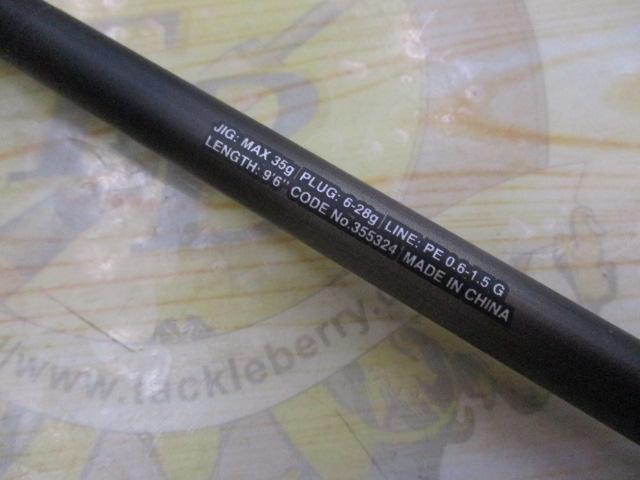 JIG: MAX 35g | PLUG: 6-28g | LINE: PE 0.6-1.5 G
LENGTH: 9'6" CODE No.355324 | MADE IN CHINA
//www.tackleberry.c